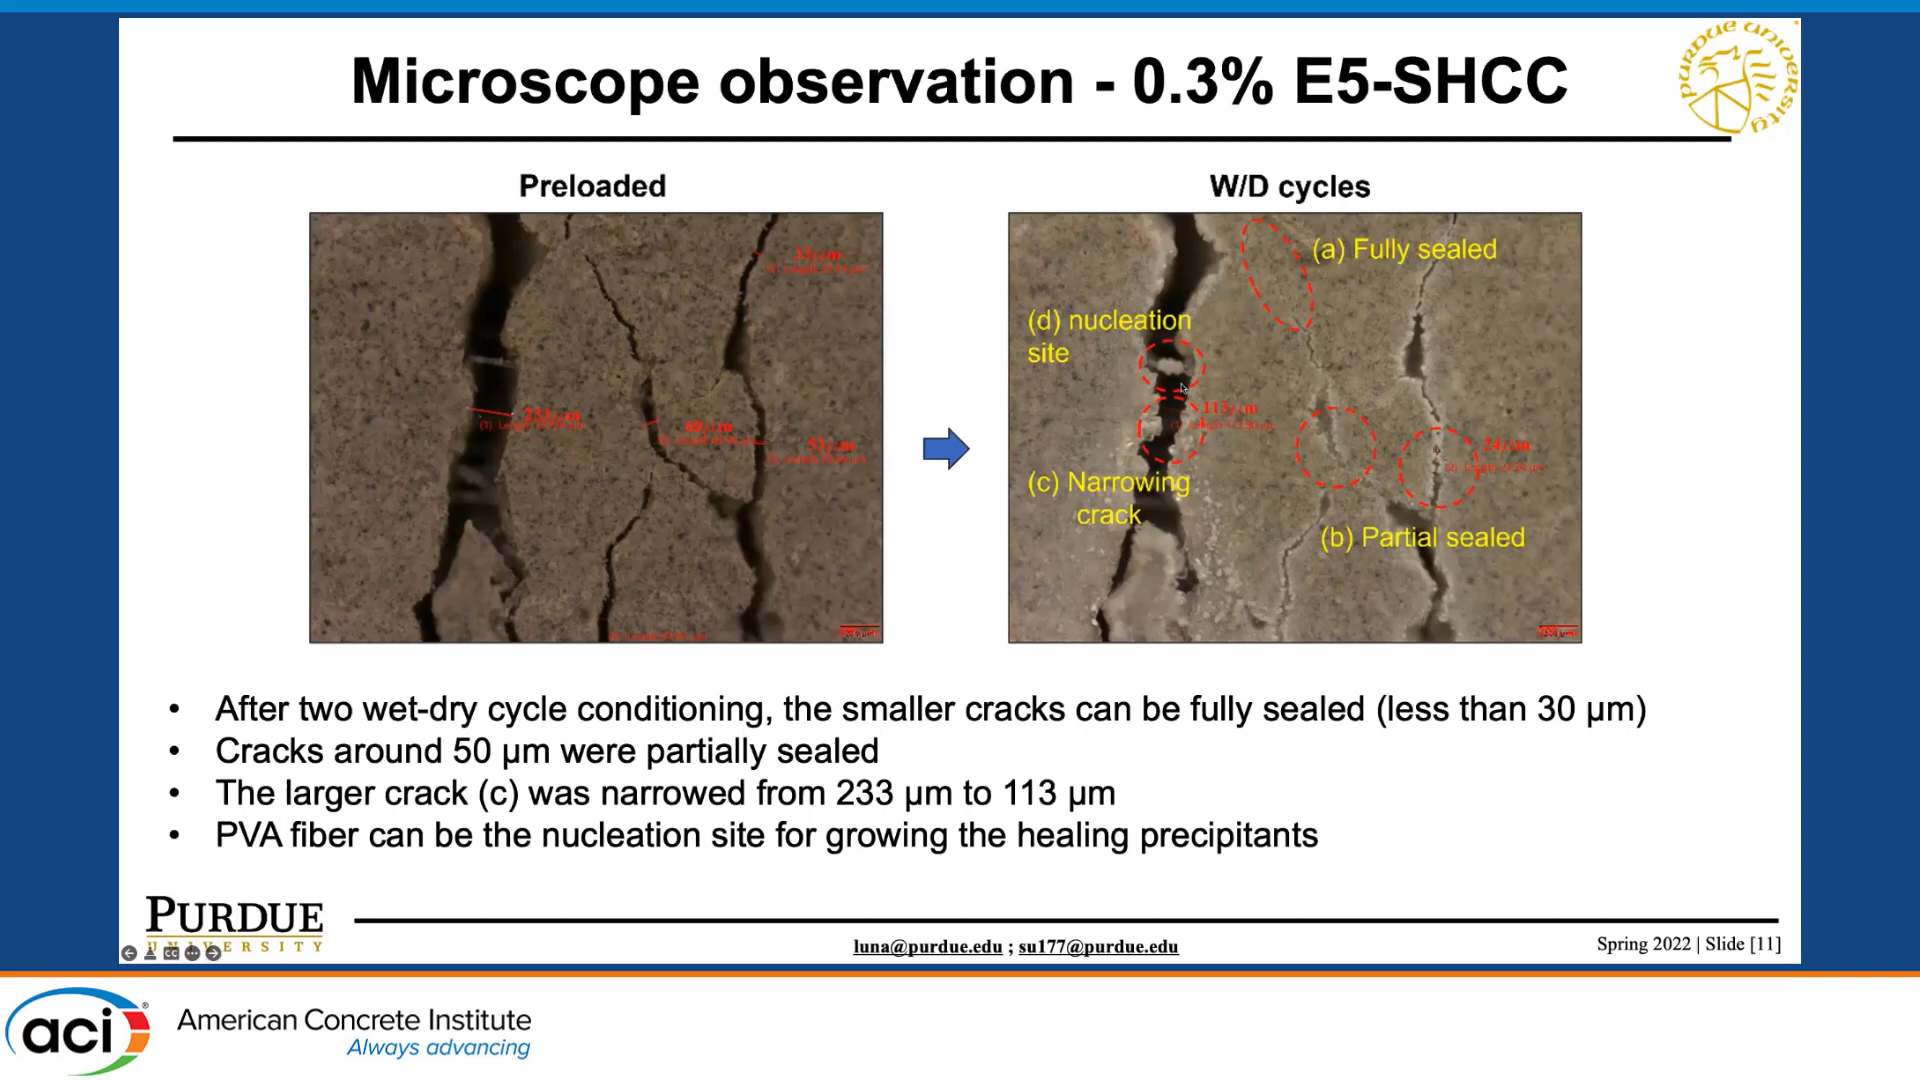 Microscope observation - 0.3% E5-SHCC
PURDUE UNIVERSITY
Preloaded
W/D cycles
33μm
233μm
60μm
53μm
(a) Fully sealed
(d) nucleation
site
113μm
24μm
(c) Narrowing
crack
(b) Partial sealed
• After two wet-dry cycle conditioning, the smaller cracks can be fully sealed (less than 30 μm)
• Cracks around 50 μm were partially sealed
• The larger crack (c) was narrowed from 233 μm to 113 μm
• PVA fiber can be the nucleation site for growing the healing precipitants
PURDUE
UNIVERSITY
luna@purdue.edu ; su177@purdue.edu
Spring 2022 | Slide [11]
aci®
American Concrete Institute
Always advancing